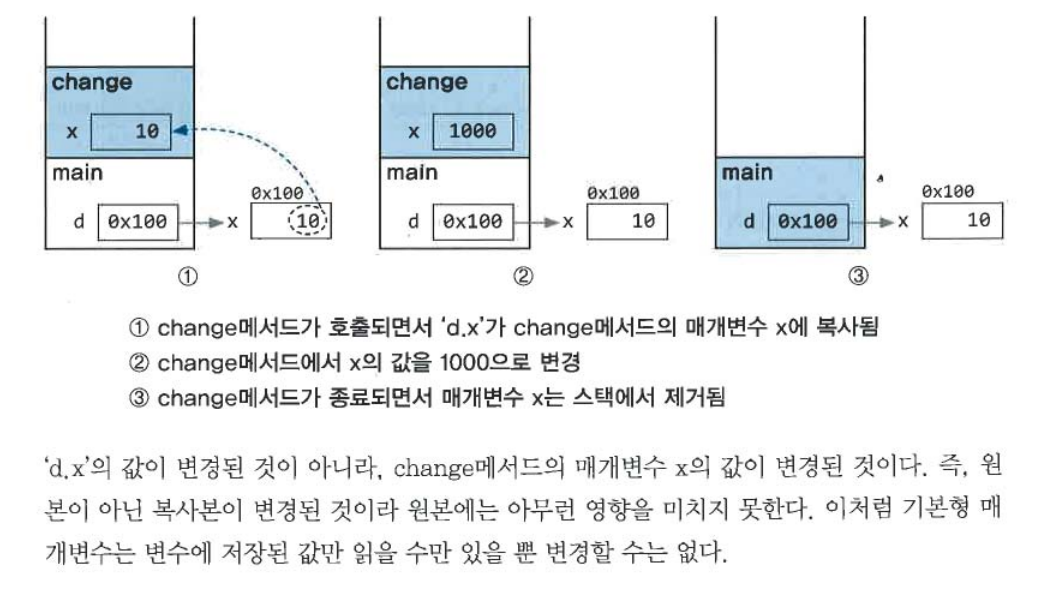 change
x 10
main
0x100
d 0x100 x 10
①
change
x 1000
main
0x100
d 0x100 x 10
②
main
0x100
d 0x100 x 10
③
① change메서드가 호출되면서 ‘d.x’가 change메서드의 매개변수 x에 복사됨
② change메서드에서 x의 값을 1000으로 변경
③ change메서드가 종료되면서 매개변수 x는 스택에서 제거됨
‘d.x’의 값이 변경된 것이 아니라, change메서드의 매개변수 x의 값이 변경된 것이다. 즉, 원
본이 아닌 복사본이 변경된 것이라 원본에는 아무런 영향을 미치지 못한다. 이처럼 기본형 매
개변수는 변수에 저장된 값만 읽을 수만 있을 뿐 변경할 수는 없다.